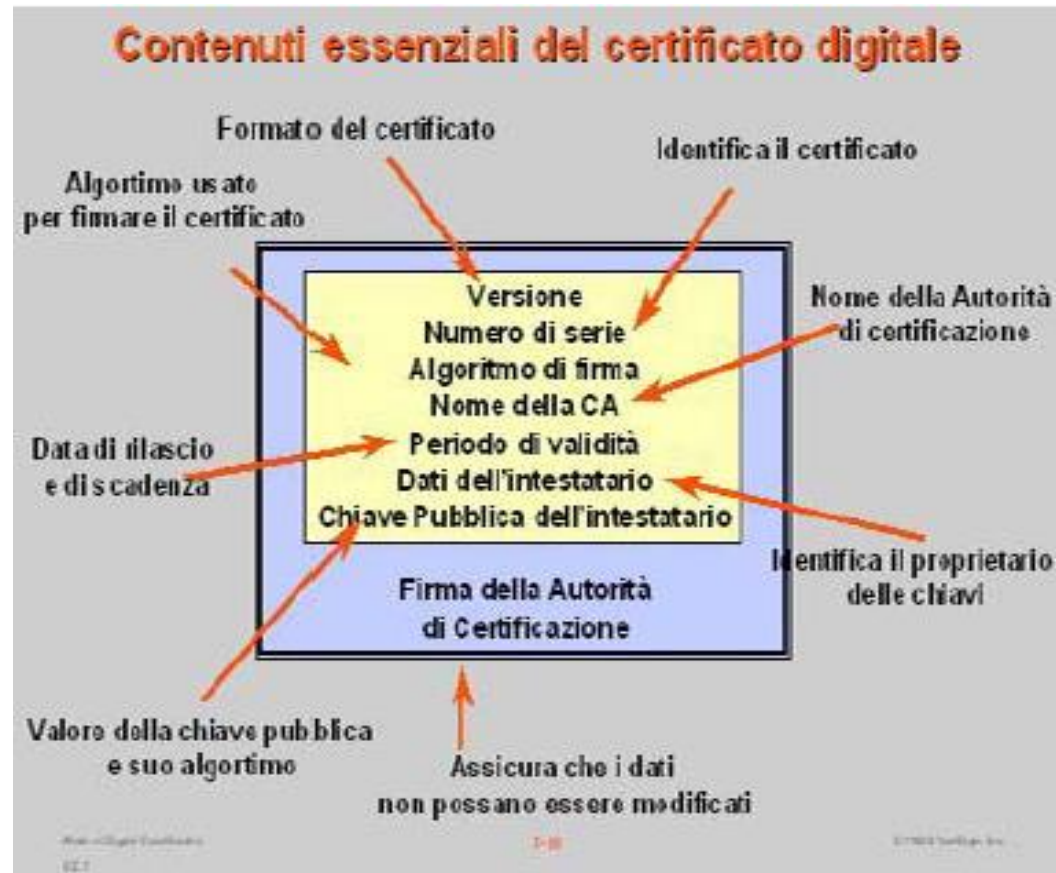 Contenuti essenziali del certificato digitale
Formato del certificato
Identifica il certificato
Algortimo usato
per firmare il certificato
Versione
Numero di serie
Algoritmo di firma
Nome della CA
Periodo di validità
Dati dell'intestatario
Chiave Pubblica dell'intestatario
Nome della Autorità
di certificazione
Data di rilascio
e di scadenza
Identifica il proprietario
delle chiavi
Firma della Autorità
di Certificazione
Valore della chiave pubblica
e suo algortimo
Assicura che i dati
non possano essere modificati